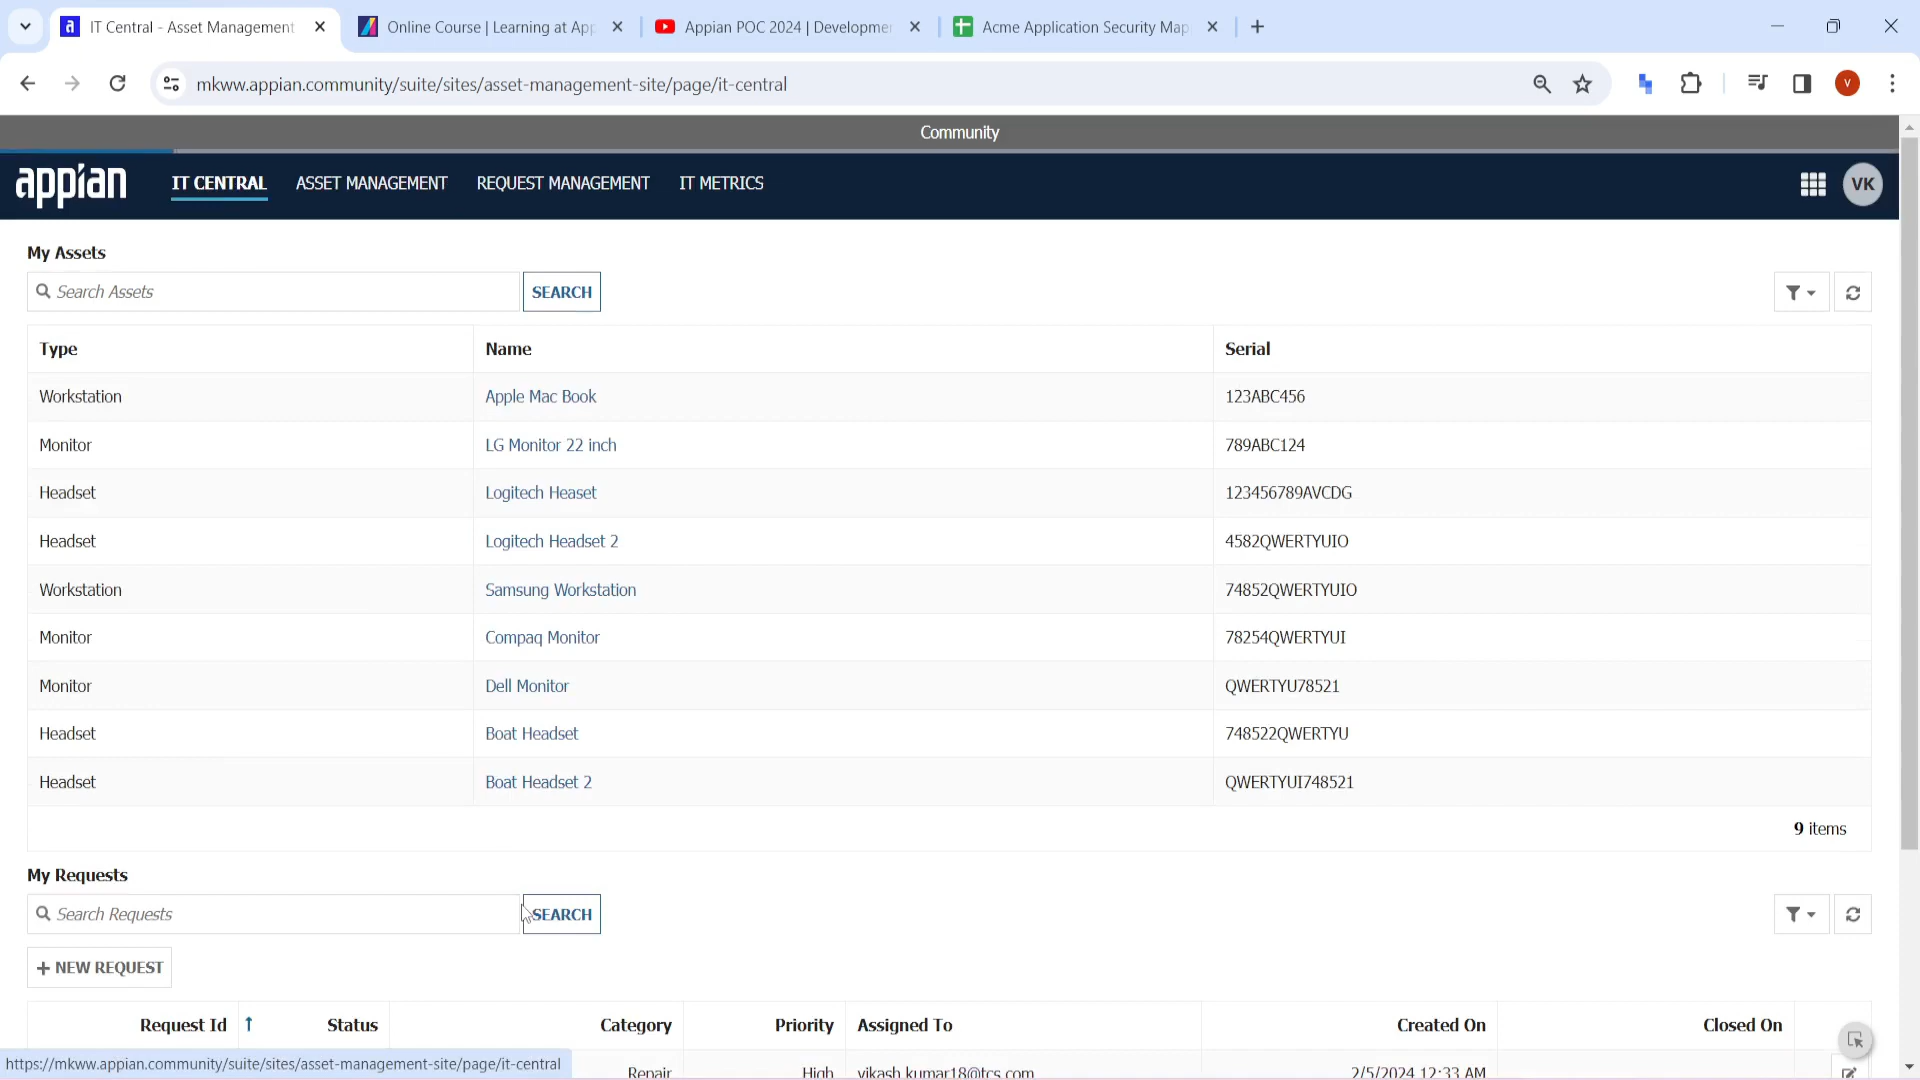 IT Central - Asset Management
Online Course | Learning at App
Appian POC 2024 | Developmen
Acme Application Security Map
mkww.appian.community/suite/sites/asset-management-site/page/it-central
V
Community
appian
IT CENTRAL
ASSET MANAGEMENT
REQUEST MANAGEMENT
IT METRICS
VK
My Assets
Search Assets
SEARCH
Type Name Serial
Workstation Apple Mac Book 123ABC456
Monitor LG Monitor 22 inch 789ABC124
Headset Logitech Heaset 123456789AVCDG
Headset Logitech Headset 2 4582QWERTYUIO
Workstation Samsung Workstation 74852QWERTYUIO
Monitor Compaq Monitor 78254QWERTYUI
Monitor Dell Monitor QWERTYU78521
Headset Boat Headset 748522QWERTYU
Headset Boat Headset 2 QWERTYUI748521
9 items
My Requests
Search Requests
SEARCH
+ NEW REQUEST
Request Id ↑ Status Category Priority Assigned To Created On Closed On
Repair High vikash.kumar18@tcs.com 2/5/2024 12:33 AM
https://mkww.appian.community/suite/sites/asset-management-site/page/it-central